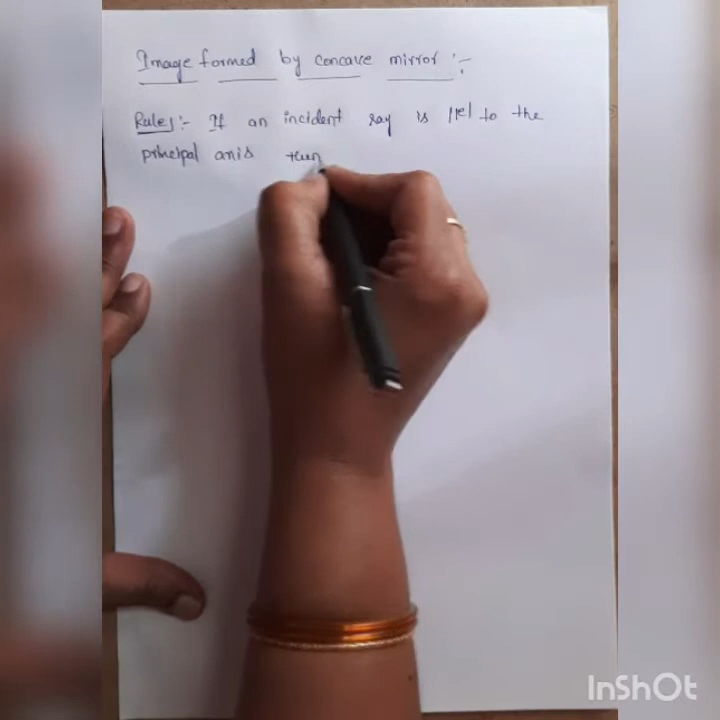 Image formed by concave mirror :-
Rules:- If an incident ray is ||el to the
principal axis then
InShOt